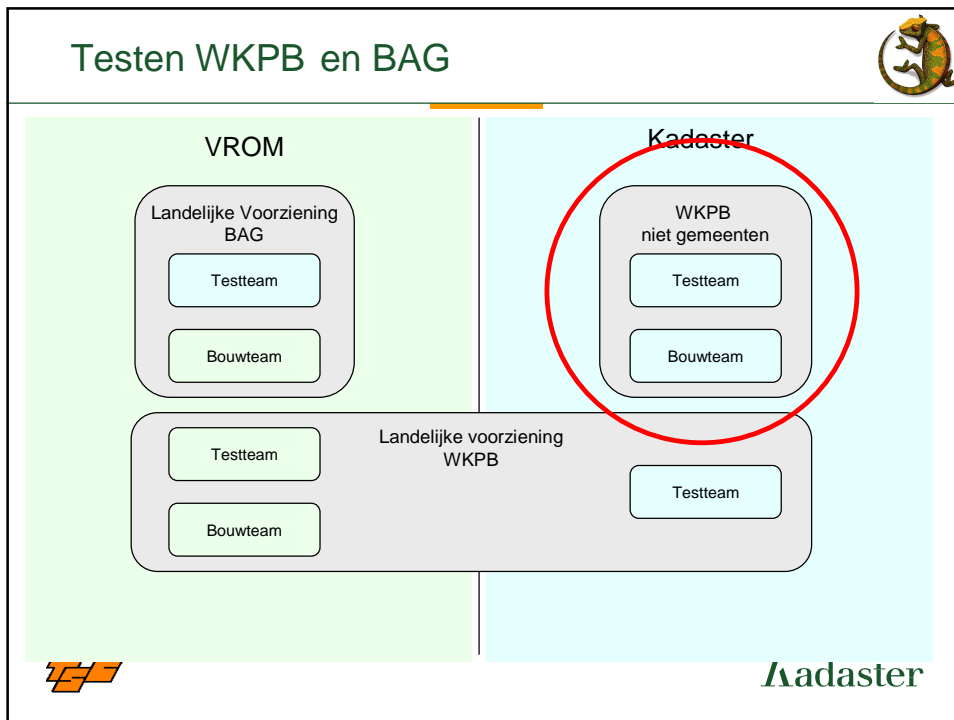 Testen WKPB en BAG
VROM
Landelijke Voorziening
BAG
Testteam
Bouwteam
Kadaster
WKPB
niet gemeenten
Testteam
Bouwteam
Landelijke voorziening
WKPB
Testteam
Bouwteam
Testteam
TSC
Kadaster